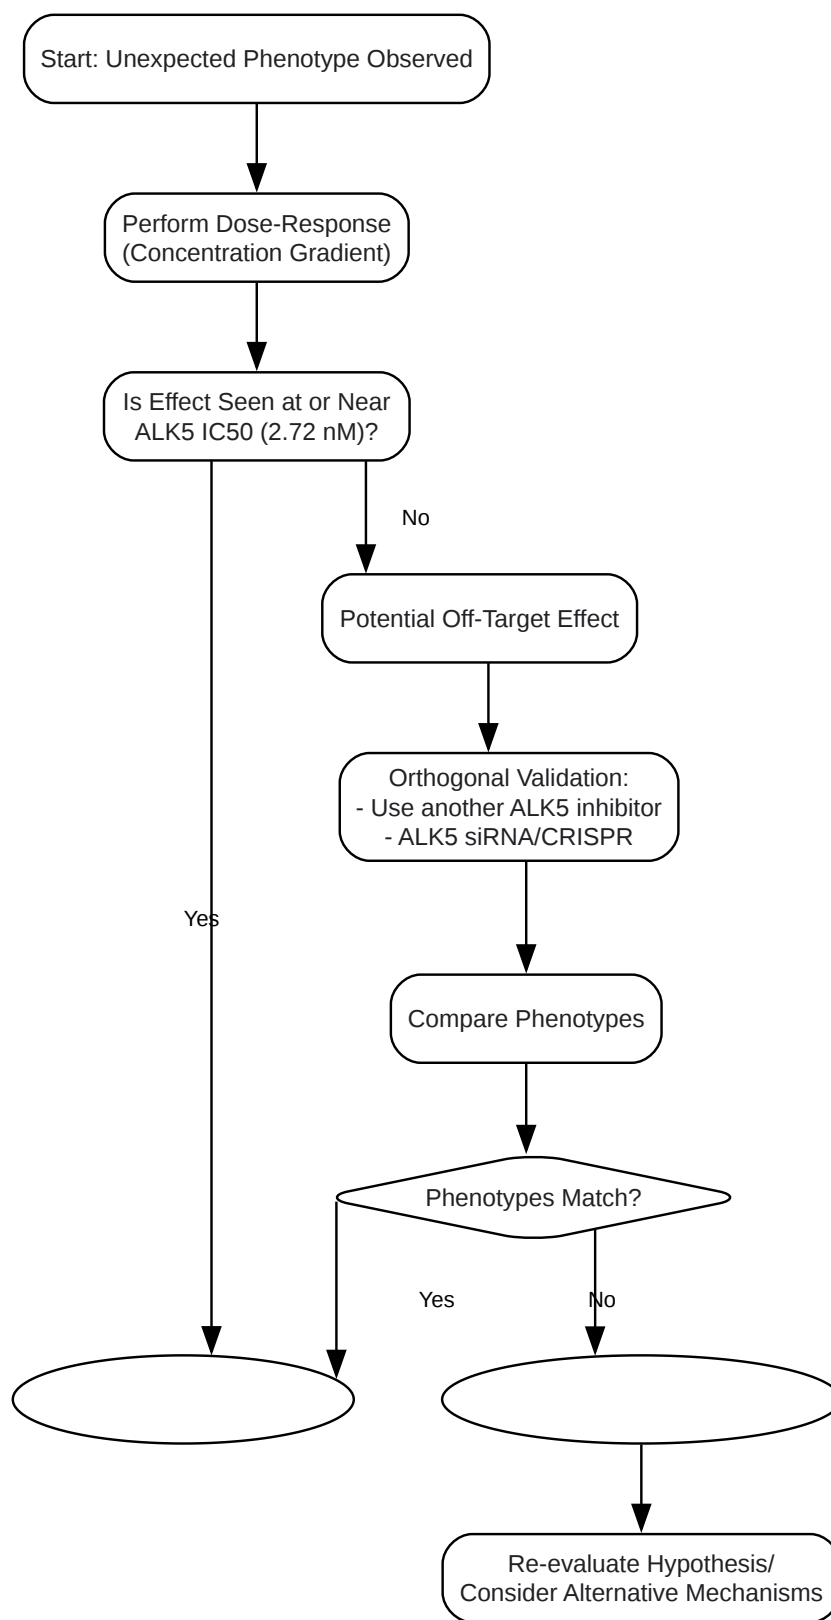 Start: Unexpected Phenotype Observed
Perform Dose-Response
(Concentration Gradient)
Is Effect Seen at or Near
ALK5 IC50 (2.72 nM)?
No
Potential Off-Target Effect
Orthogonal Validation:
- Use another ALK5 inhibitor
- ALK5 siRNA/CRISPR
Yes
Compare Phenotypes
Phenotypes Match?
Yes
No
Re-evaluate Hypothesis/
Consider Alternative Mechanisms